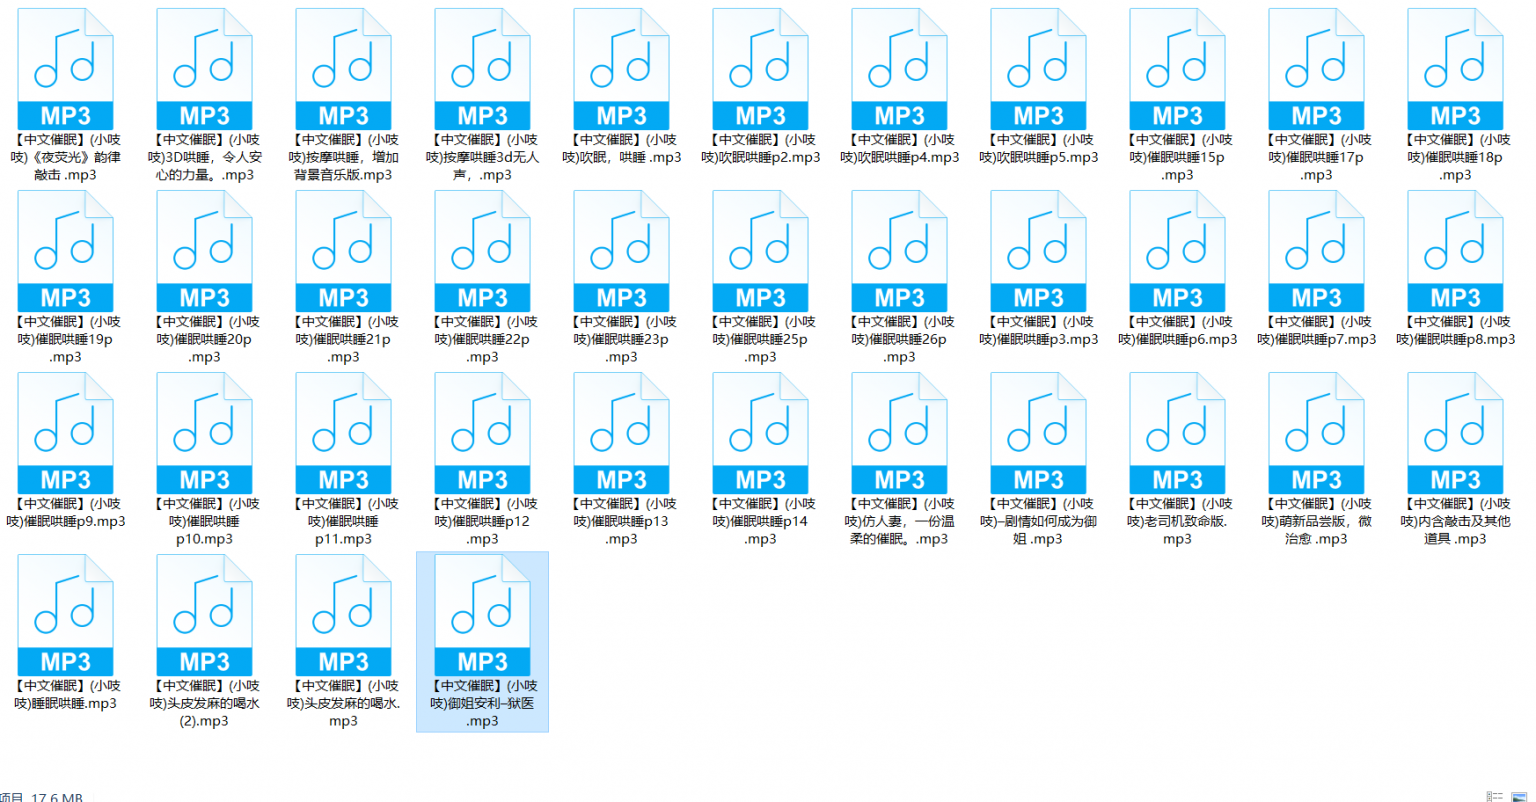 MP3 MP3 MP3 MP3 MP3 MP3 MP3 MP3 MP3 MP3 MP3
【中文催眠】(小吱吱)《夜荧光》韵律敲击 .mp3
【中文催眠】(小吱吱)3D哄睡，令人安心的力量。.mp3
【中文催眠】(小吱吱)按摩哄睡，增加背景音乐版.mp3
【中文催眠】(小吱吱)按摩哄睡3d无人声，.mp3
【中文催眠】(小吱吱)吹眠，哄睡 .mp3
【中文催眠】(小吱吱)吹眠哄睡p2.mp3
【中文催眠】(小吱吱)吹眠哄睡p4.mp3
【中文催眠】(小吱吱)吹眠哄睡p5.mp3
【中文催眠】(小吱吱)催眠哄睡15p .mp3
【中文催眠】(小吱吱)催眠哄睡17p .mp3
【中文催眠】(小吱吱)催眠哄睡18p .mp3
MP3 MP3 MP3 MP3 MP3 MP3 MP3 MP3 MP3 MP3 MP3
【中文催眠】(小吱吱)催眠哄睡19p .mp3
【中文催眠】(小吱吱)催眠哄睡20p .mp3
【中文催眠】(小吱吱)催眠哄睡21p .mp3
【中文催眠】(小吱吱)催眠哄睡22p .mp3
【中文催眠】(小吱吱)催眠哄睡23p .mp3
【中文催眠】(小吱吱)催眠哄睡25p .mp3
【中文催眠】(小吱吱)催眠哄睡26p .mp3
【中文催眠】(小吱吱)催眠哄睡p3.mp3
【中文催眠】(小吱吱)催眠哄睡p6.mp3
【中文催眠】(小吱吱)催眠哄睡p7.mp3
【中文催眠】(小吱吱)催眠哄睡p8.mp3
MP3 MP3 MP3 MP3 MP3 MP3 MP3 MP3 MP3 MP3 MP3
【中文催眠】(小吱吱)催眠哄睡p9.mp3
【中文催眠】(小吱吱)催眠哄睡p10.mp3
【中文催眠】(小吱吱)催眠哄睡p11.mp3
【中文催眠】(小吱吱)催眠哄睡p12 .mp3
【中文催眠】(小吱吱)催眠哄睡p13 .mp3
【中文催眠】(小吱吱)催眠哄睡p14 .mp3
【中文催眠】(小吱吱)仿人妻，一份温柔的催眠。.mp3
【中文催眠】(小吱吱)–剧情如何成为御姐 .mp3
【中文催眠】(小吱吱)老司机致命版.mp3
【中文催眠】(小吱吱)萌新品尝版，微治愈 .mp3
【中文催眠】(小吱吱)内含敲击及其他道具 .mp3
MP3 MP3 MP3 MP3
【中文催眠】(小吱吱)睡眠哄睡.mp3
【中文催眠】(小吱吱)头皮发麻的喝水(2).mp3
【中文催眠】(小吱吱)头皮发麻的喝水.mp3
【中文催眠】(小吱吱)御姐安利–狱医 .mp3
项目 17.6 MB